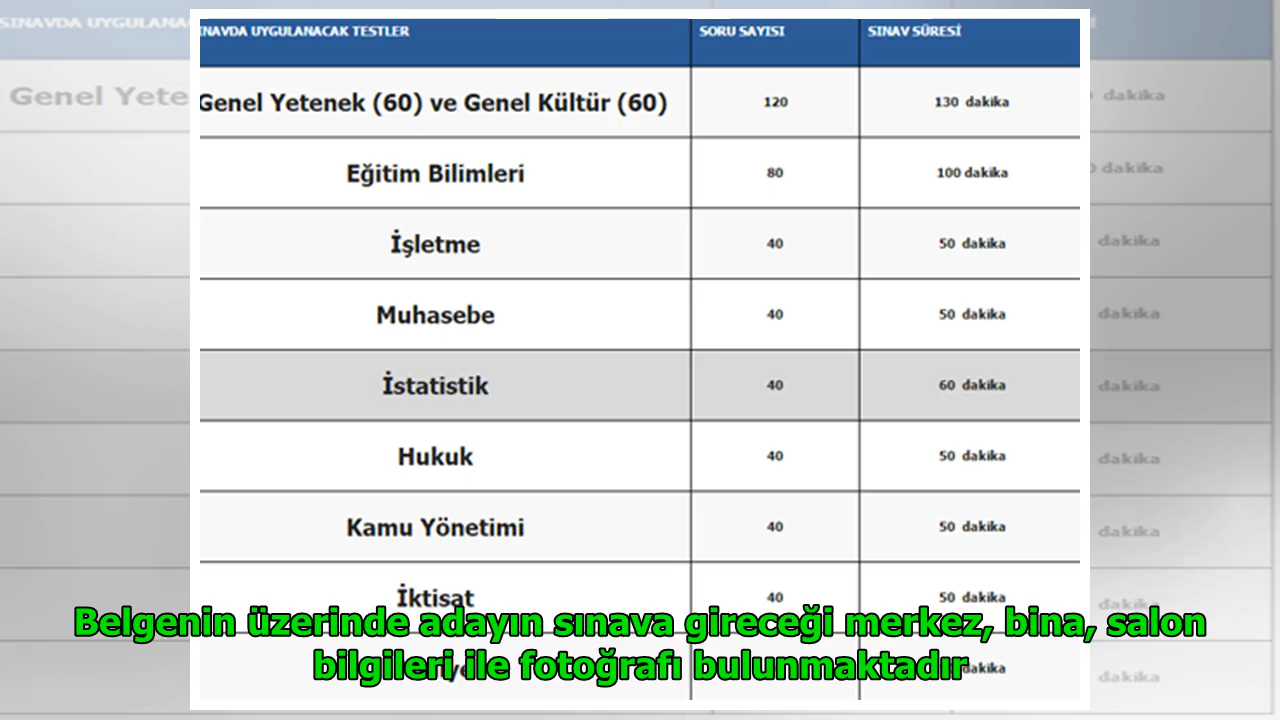 SINAVDA UYGULANA
INAVDA UYGULANACAK TESTLER SORU SAYISI SINAV SÜRESİ
Genel Yete
Genel Yetenek (60) ve Genel Kültür (60) 120 130 dakika
dakika
Eğitim Bilimleri 80 100 dakika
dakika
İşletme 40 50 dakika
dakika
Muhasebe 40 50 dakika
dakika
İstatistik 40 60 dakika
dakika
Hukuk 40 50 dakika
dakika
Kamu Yönetimi 40 50 dakika
dakika
İktisat 40 50 dakika
dakika
Belgenin üzerinde adayın sınava gireceği merkez, bina, salon
bilgileri ile fotoğrafı bulunmaktadır
dakika
dakika